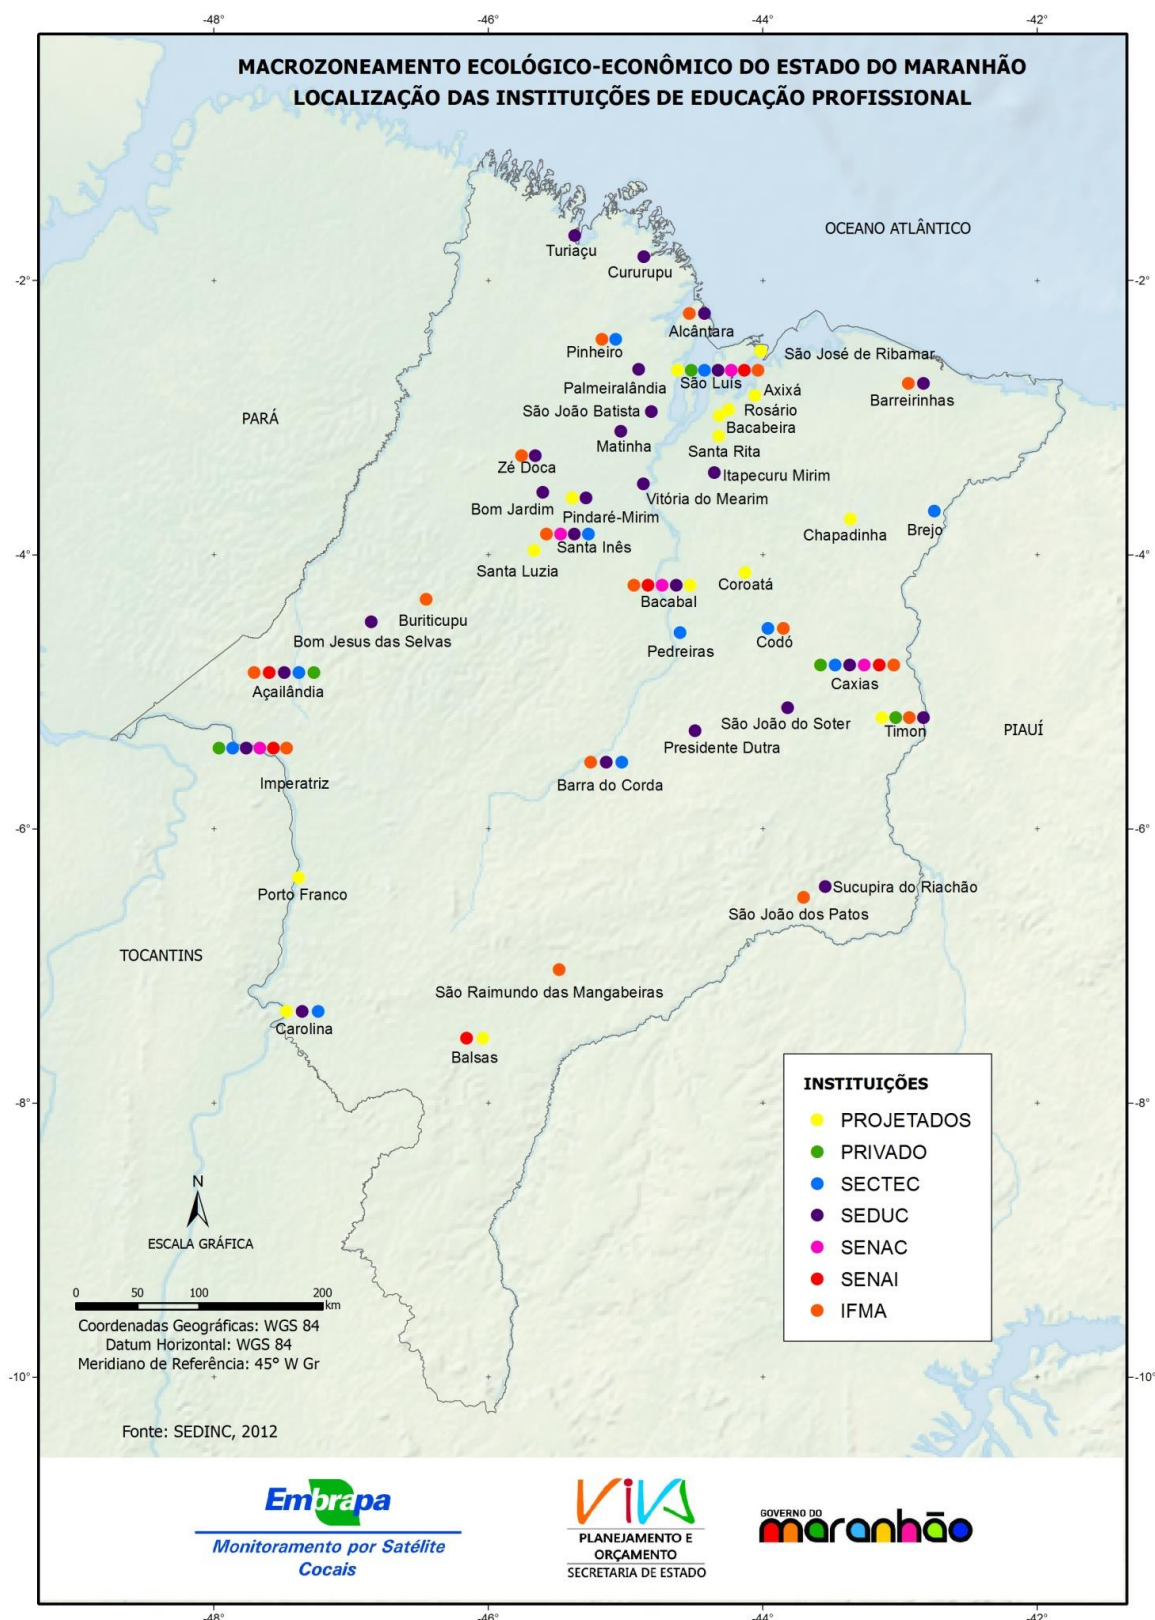 -48°
-46°
-44°
-42°
MACROZONEAMENTO ECOLÓGICO-ECONÔMICO DO ESTADO DO MARANHÃO
LOCALIZAÇÃO DAS INSTITUIÇÕES DE EDUCAÇÃO PROFISSIONAL
OCEANO ATLÂNTICO
Turiaçu
Cururupu
-2°
-2°
Alcântara
Pinheiro
São José de Ribamar
Palmeiralândia
São Luís
Axixá
Barreirinhas
PARÁ
São João Batista
Rosário
Bacabeira
Matinha
Santa Rita
Zé Doca
Itapecuru Mirim
Bom Jardim
Vitória do Mearim
Pindaré-Mirim
Chapadinha
Brejo
Santa Inês
-4°
-4°
Santa Luzia
Coroatá
Bacabal
Buriticupu
Bom Jesus das Selvas
Pedreiras
Codó
Açailândia
Caxias
São João do Soter
Timon
PIAUÍ
Presidente Dutra
Imperatriz
Barra do Corda
-6°
-6°
Porto Franco
Sucupira do Riachão
São João dos Patos
TOCANTINS
São Raimundo das Mangabeiras
Carolina
Balsas
-8°
-8°
INSTITUIÇÕES
PROJETADOS
PRIVADO
SECTEC
SEDUC
SENAC
SENAI
IFMA
N
ESCALA GRÁFICA
0 50 100 200
km
Coordenadas Geográficas: WGS 84
Datum Horizontal: WGS 84
Meridiano de Referência: 45° W Gr
-10°
-10°
Fonte: SEDINC, 2012
Embrapa
Monitoramento por Satélite
Cocais
VIVA
PLANEJAMENTO E
ORÇAMENTO
SECRETARIA DE ESTADO
GOVERNO DO
maranhão
-48°
-46°
-44°
-42°